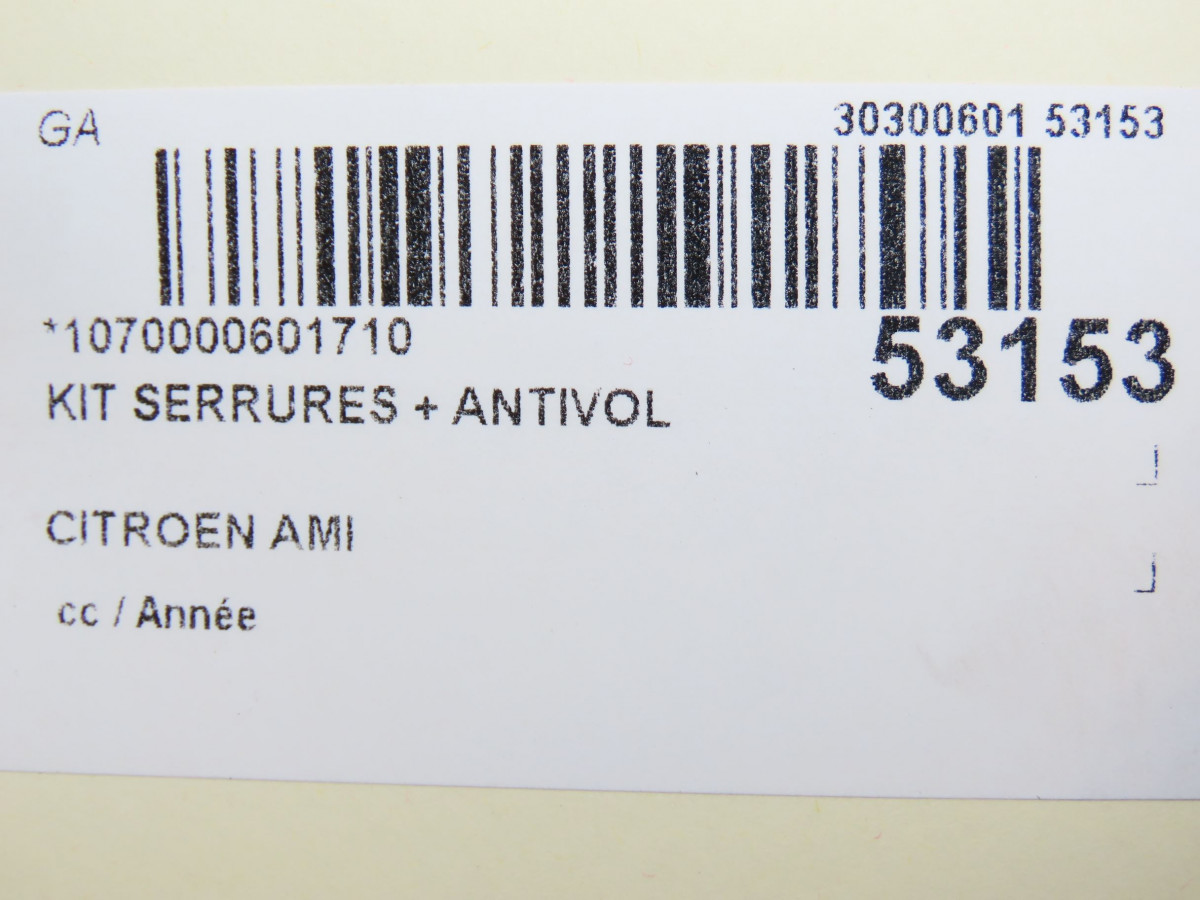 GA 30300601 53153
*1070000601710 53153
KIT SERRURES + ANTIVOL
CITROEN AMI
cc / Année